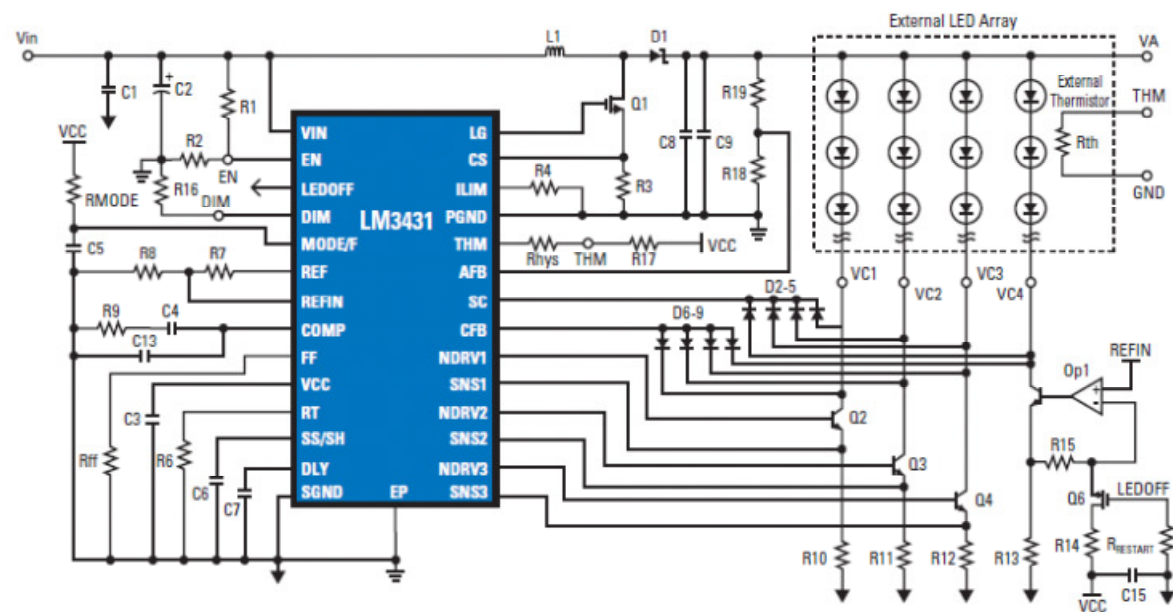 External LED Array
Vin
L1
D1
VA
C1
+
C2
R1
Q1
R19
External
Thermistor
THM
VCC
R2
VIN
LG
C8
C9
Rth
EN
EN
CS
R4
R3
R18
RMODE
R16
LEDOFF
ILIM
GND
DIM
DIM
LM3431
PGND
C5
MODE/F
THM
Rhys
THM
R17
VCC
R8
R7
REF
AFB
VC1
VC2
VC3
VC4
REFIN
SC
D2-5
R9
C4
COMP
CFB
D6-9
C13
FF
NDRV1
REFIN
Op1
+
-
VCC
SNS1
C3
RT
NDRV2
Q2
Rff
R6
SS/SH
SNS2
R15
C6
DLY
NDRV3
Q3
C7
SGND
EP
SNS3
Q4
Q6
LEDOFF
R10
R11
R12
R13
R14
RRESTART
VCC
C15